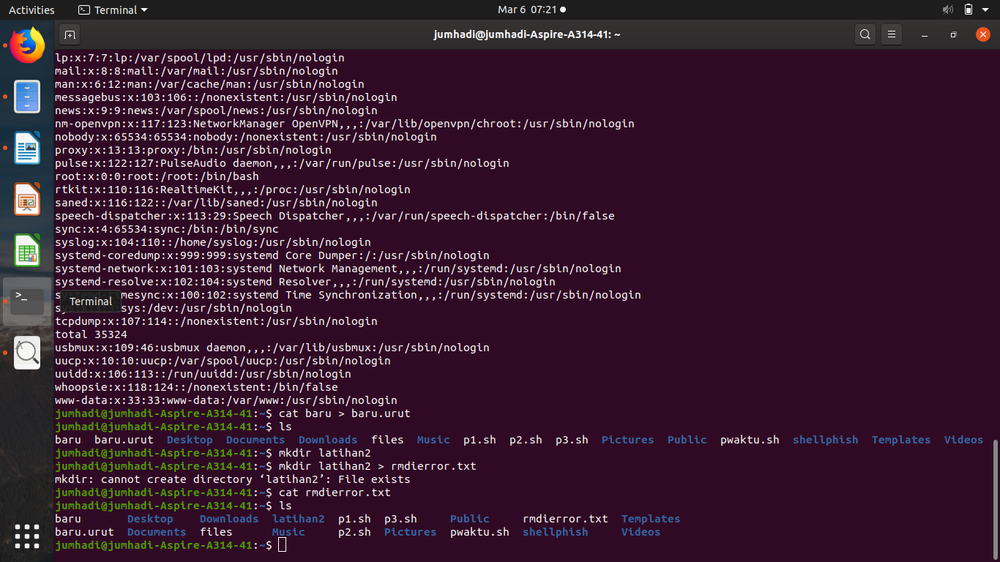 Activities Terminal Mar 6 07:21
jumhadi@jumhadi-Aspire-A314-41: ~
lp:x:7:7:lp:/var/spool/lpd:/usr/sbin/nologin
mail:x:8:8:mail:/var/mail:/usr/sbin/nologin
man:x:6:12:man:/var/cache/man:/usr/sbin/nologin
messagebus:x:103:106::/nonexistent:/usr/sbin/nologin
news:x:9:9:news:/var/spool/news:/usr/sbin/nologin
nm-openvpn:x:117:123:NetworkManager OpenVPN,,,:/var/lib/openvpn/chroot:/usr/sbin/nologin
nobody:x:65534:65534:nobody:/nonexistent:/usr/sbin/nologin
proxy:x:13:13:proxy:/bin:/usr/sbin/nologin
pulse:x:122:127:PulseAudio daemon,,,:/var/run/pulse:/usr/sbin/nologin
root:x:0:0:root:/root:/bin/bash
rtkit:x:110:116:RealtimeKit,,,:/proc:/usr/sbin/nologin
saned:x:116:122::/var/lib/saned:/usr/sbin/nologin
speech-dispatcher:x:113:29:Speech Dispatcher,,,:/var/run/speech-dispatcher:/bin/false
sync:x:4:65534:sync:/bin:/bin/sync
syslog:x:104:110::/home/syslog:/usr/sbin/nologin
systemd-coredump:x:999:999:systemd Core Dumper:/:/usr/sbin/nologin
systemd-network:x:101:103:systemd Network Management,,,:/run/systemd:/usr/sbin/nologin
systemd-resolve:x:102:104:systemd Resolver,,,:/run/systemd:/usr/sbin/nologin
systemd-timesync:x:100:102:systemd Time Synchronization,,,:/run/systemd:/usr/sbin/nologin
Terminal
sys:/dev:/usr/sbin/nologin
tcpdump:x:107:114::/nonexistent:/usr/sbin/nologin
total 35324
usbmux:x:109:46:usbmux daemon,,,:/var/lib/usbmux:/usr/sbin/nologin
uucp:x:10:10:uucp:/var/spool/uucp:/usr/sbin/nologin
uuidd:x:106:113::/run/uuidd:/usr/sbin/nologin
whoopsie:x:118:124::/nonexistent:/bin/false
www-data:x:33:33:www-data:/var/www:/usr/sbin/nologin
jumhadi@jumhadi-Aspire-A314-41:~$ cat baru > baru.urut
jumhadi@jumhadi-Aspire-A314-41:~$ ls
baru baru.urut Desktop Documents Downloads files Music p1.sh p2.sh p3.sh Pictures Public pwaktu.sh shellphish Templates Videos
jumhadi@jumhadi-Aspire-A314-41:~$ mkdir latihan2
jumhadi@jumhadi-Aspire-A314-41:~$ mkdir latihan2 > rmdierror.txt
mkdir: cannot create directory ‘latihan2’: File exists
jumhadi@jumhadi-Aspire-A314-41:~$ cat rmdierror.txt
jumhadi@jumhadi-Aspire-A314-41:~$ ls
baru Desktop Downloads latihan2 p1.sh p3.sh Public rmdierror.txt Templates
baru.urut Documents files Music p2.sh Pictures pwaktu.sh shellphish Videos
jumhadi@jumhadi-Aspire-A314-41:~$